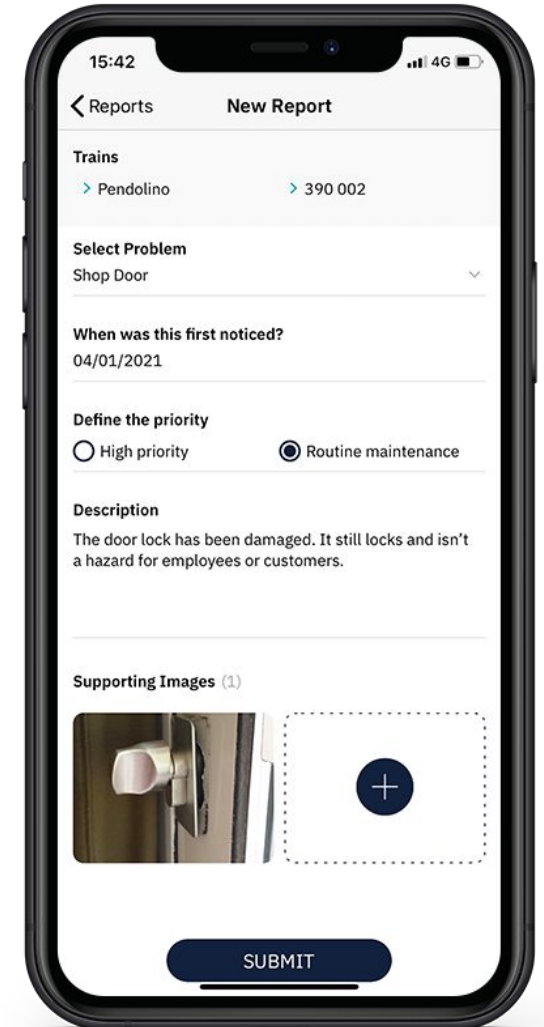 15:42
4G
Reports
New Report
Trains
> Pendolino > 390 002
Select Problem
Shop Door
When was this first noticed?
04/01/2021
Define the priority
High priority
Routine maintenance
Description
The door lock has been damaged. It still locks and isn't
a hazard for employees or customers.
Supporting Images (1)
SUBMIT